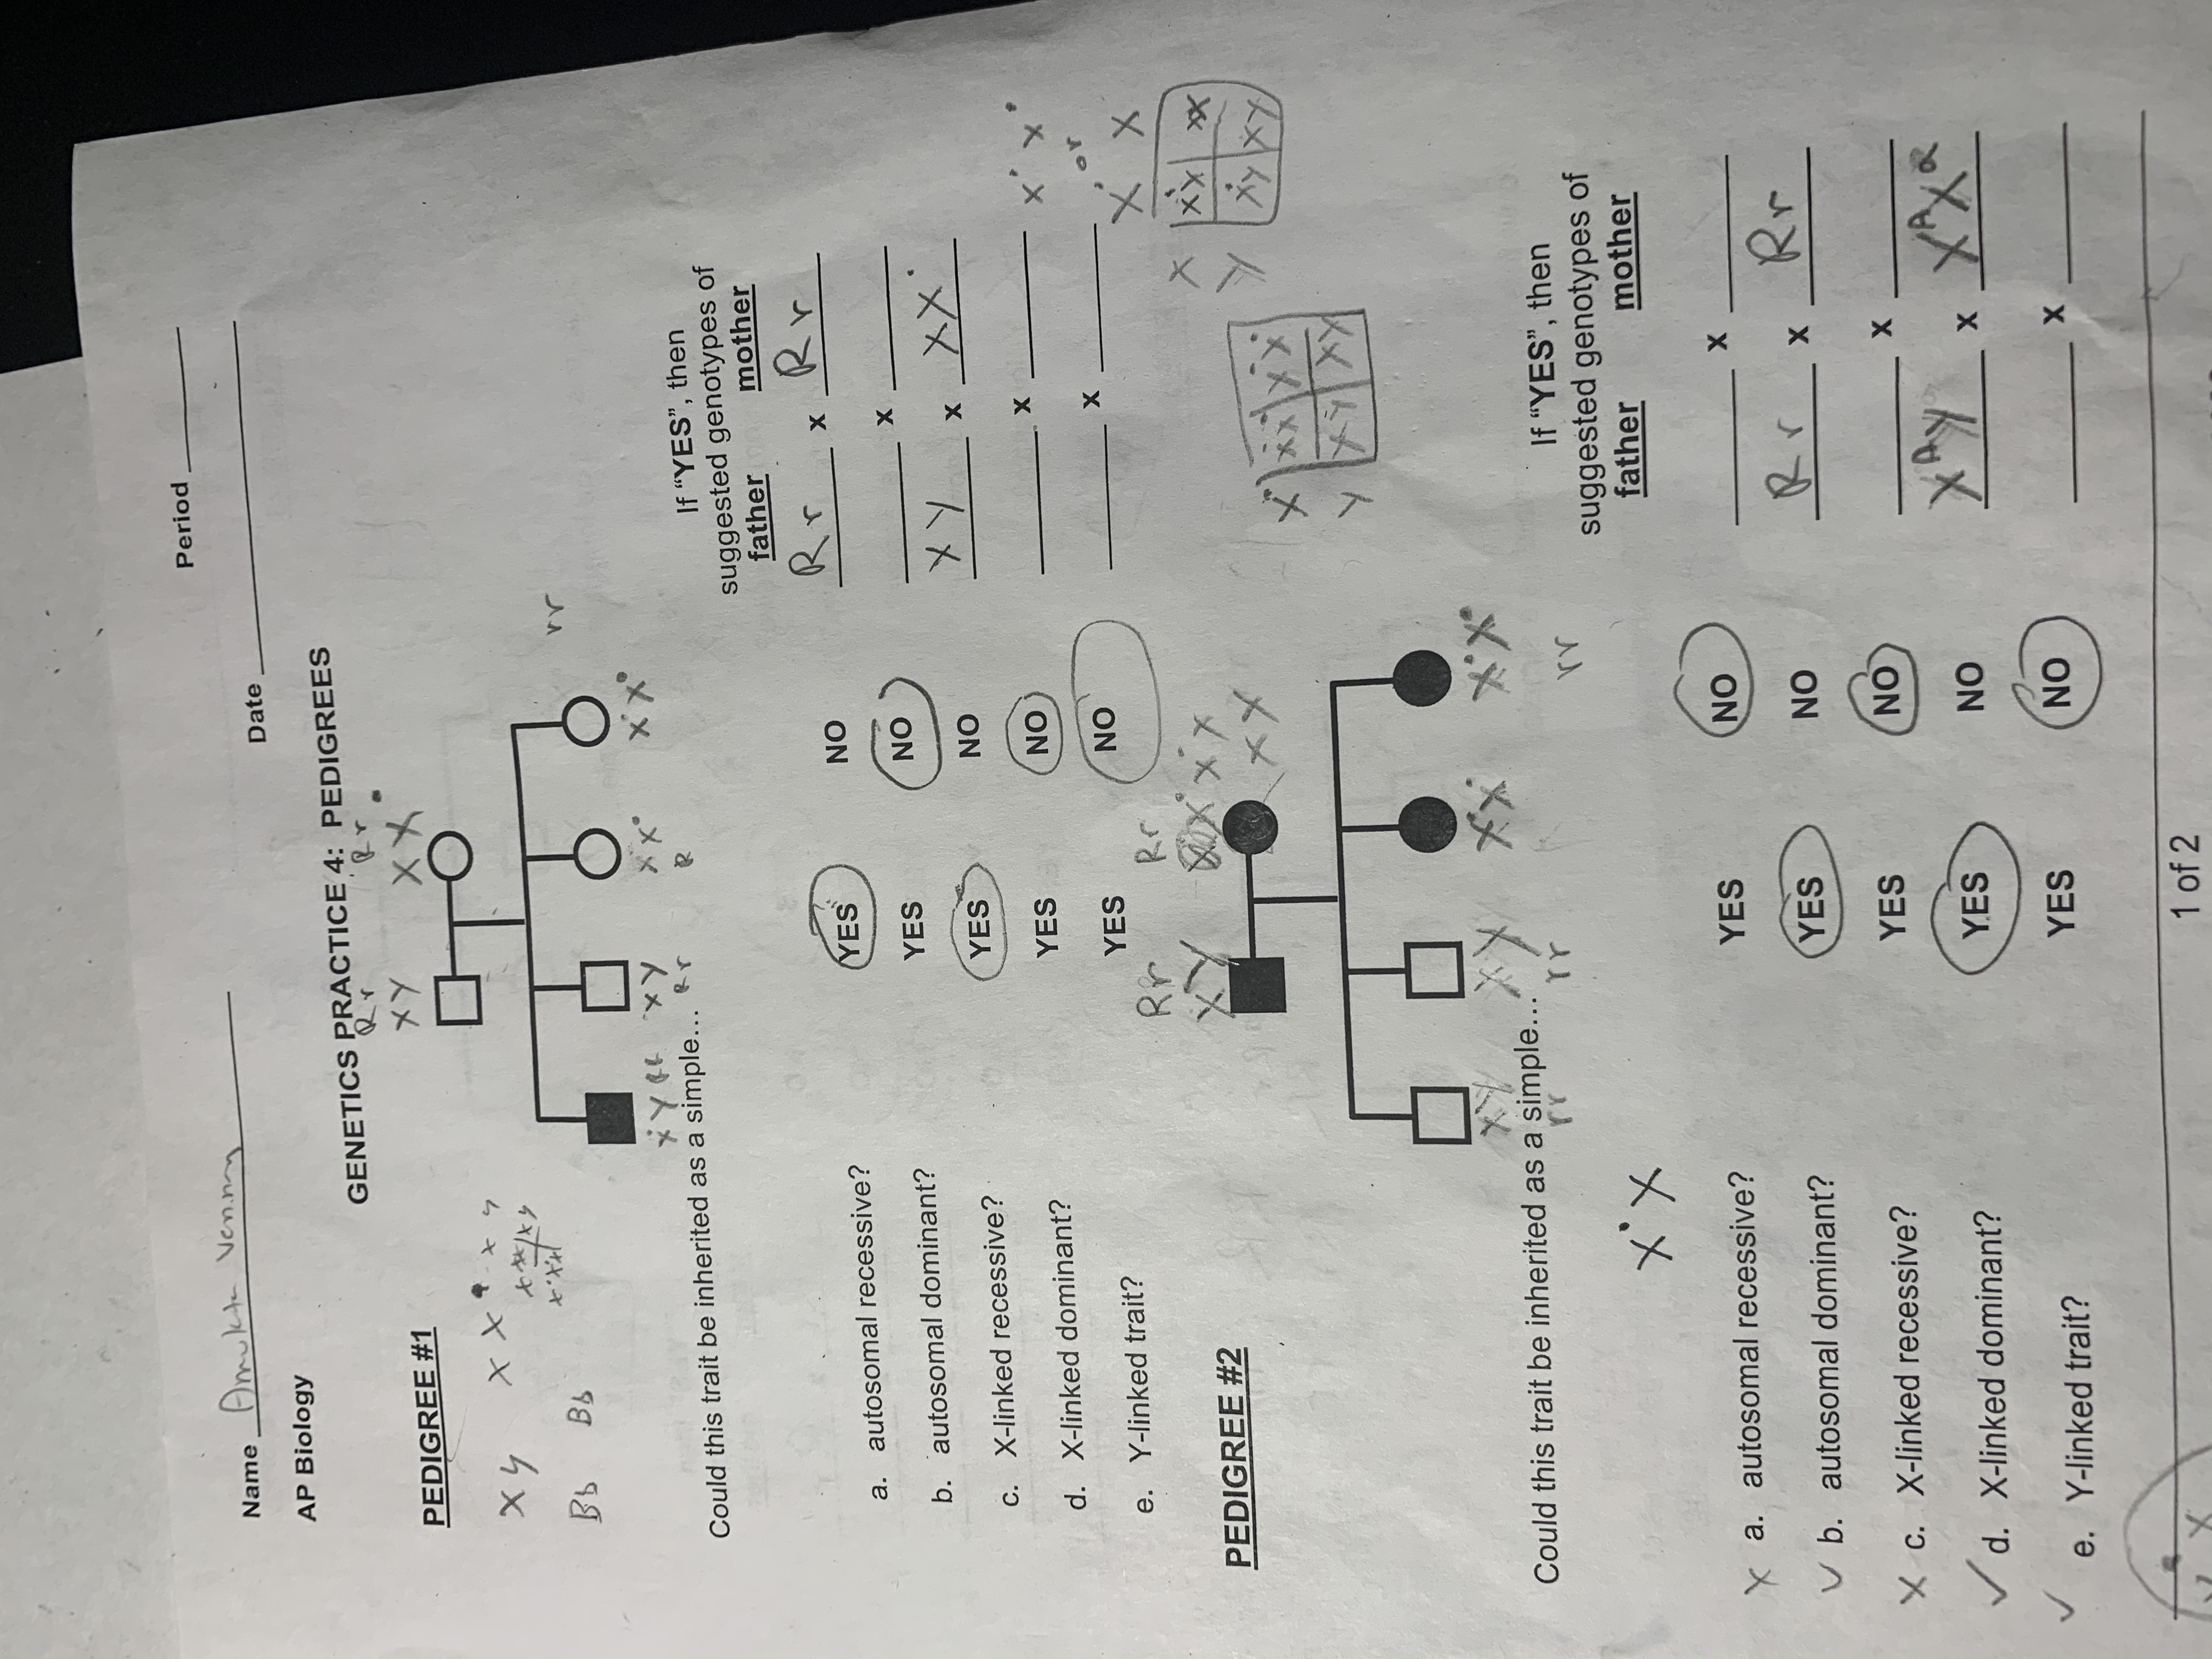 Period
Name Amukta
Date
AP Biology
GENETICS PRACTICE 4: PEDIGREES
Rr Rr
XY XX•
PEDIGREE #1
Xy XX• x y
Bb Bb
rr
X•Y RR XY XX• X•X•
Rr R
Could this trait be inherited as a simple...
If "YES", then
suggested genotypes of
father mother
a. autosomal recessive? YES NO Rr x Rr
b. autosomal dominant? YES NO x
c. X-linked recessive? YES NO XY x XX•
d. X-linked dominant? YES NO x
e. Y-linked trait? YES NO x
X• X•
or
X• X
X X•X XX
Y X•Y XY
Rr Rr
XY X• X
XX
PEDIGREE #2
X• X•X• X•X•
Y XY XY
XY XY X•X• X•X•
Could this trait be inherited as a simple...
rr rr rr
If "YES", then
suggested genotypes of
father mother
X•X
X a. autosomal recessive? YES NO x
✓ b. autosomal dominant? YES NO Rr x Rr
X c. X-linked recessive? YES NO x
✓ d. X-linked dominant? YES NO XᴬY x XᴬXᵃ
✓ e. Y-linked trait? YES NO x
1 of 2